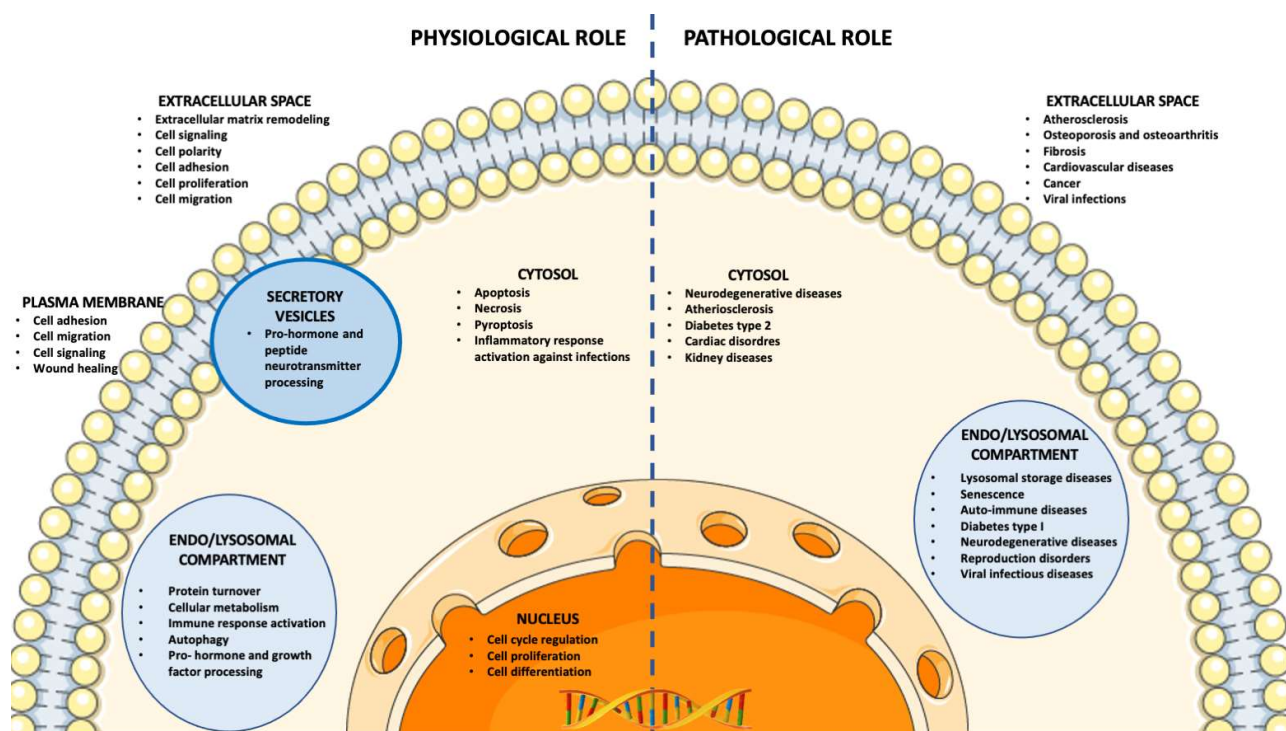 PHYSIOLOGICAL ROLE
PATHOLOGICAL ROLE
EXTRACELLULAR SPACE
• Extracellular matrix remodeling
• Cell signaling
• Cell polarity
• Cell adhesion
• Cell proliferation
• Cell migration
EXTRACELLULAR SPACE
• Atherosclerosis
• Osteoporosis and osteoarthritis
• Fibrosis
• Cardiovascular diseases
• Cancer
• Viral infections
PLASMA MEMBRANE
• Cell adhesion
• Cell migration
• Cell signaling
• Wound healing
SECRETORY
VESICLES
• Pro-hormone and
peptide
neurotransmitter
processing
CYTOSOL
• Apoptosis
• Necrosis
• Pyroptosis
• Inflammatory response
activation against infections
CYTOSOL
• Neurodegenerative diseases
• Atheriosclerosis
• Diabetes type 2
• Cardiac disordres
• Kidney diseases
ENDO/LYSOSOMAL
COMPARTMENT
• Lysosomal storage diseases
• Senescence
• Auto-immune diseases
• Diabetes type I
• Neurodegenerative diseases
• Reproduction disorders
• Viral infectious diseases
ENDO/LYSOSOMAL
COMPARTMENT
• Protein turnover
• Cellular metabolism
• Immune response activation
• Autophagy
• Pro- hormone and growth
factor processing
NUCLEUS
• Cell cycle regulation
• Cell proliferation
• Cell differentiation